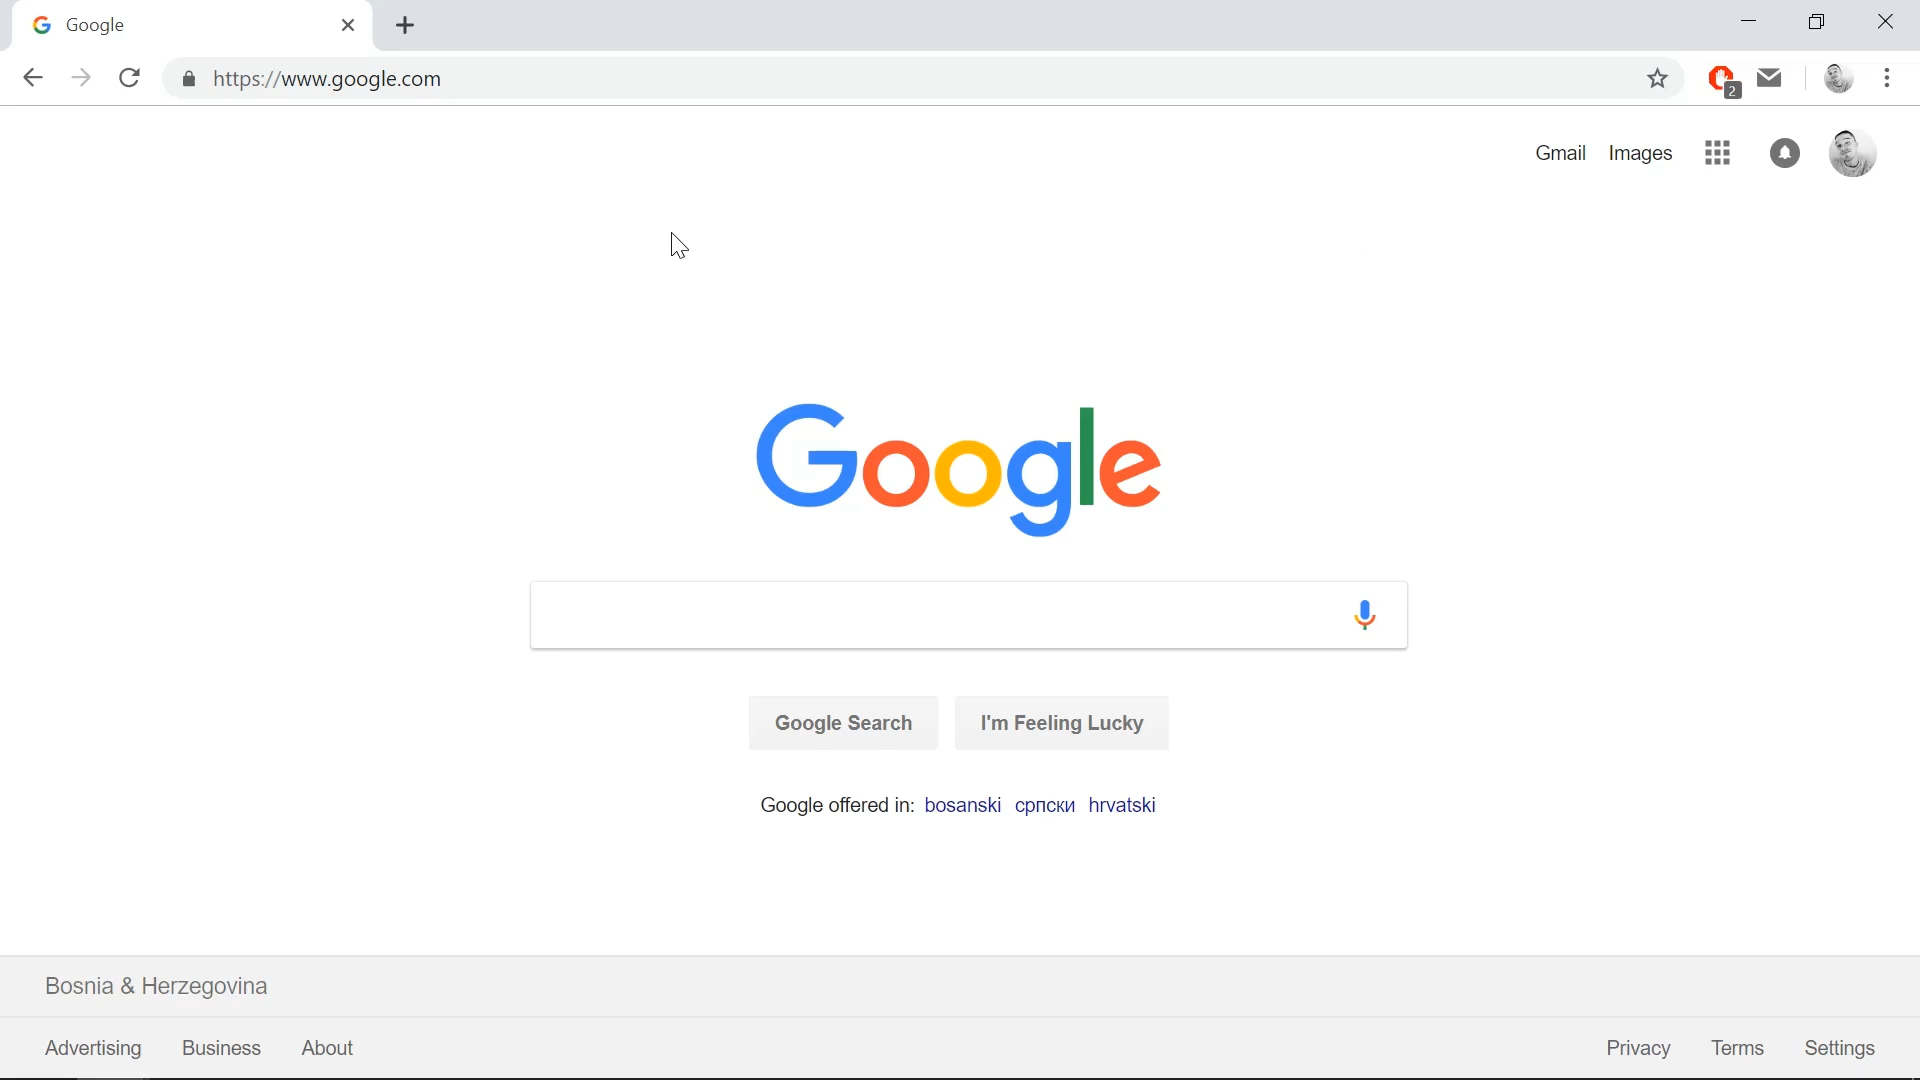 Google
https://www.google.com
2
Gmail Images
Google
Google Search I'm Feeling Lucky
Google offered in: bosanski српски hrvatski
Bosnia & Herzegovina
Advertising Business About Privacy Terms Settings